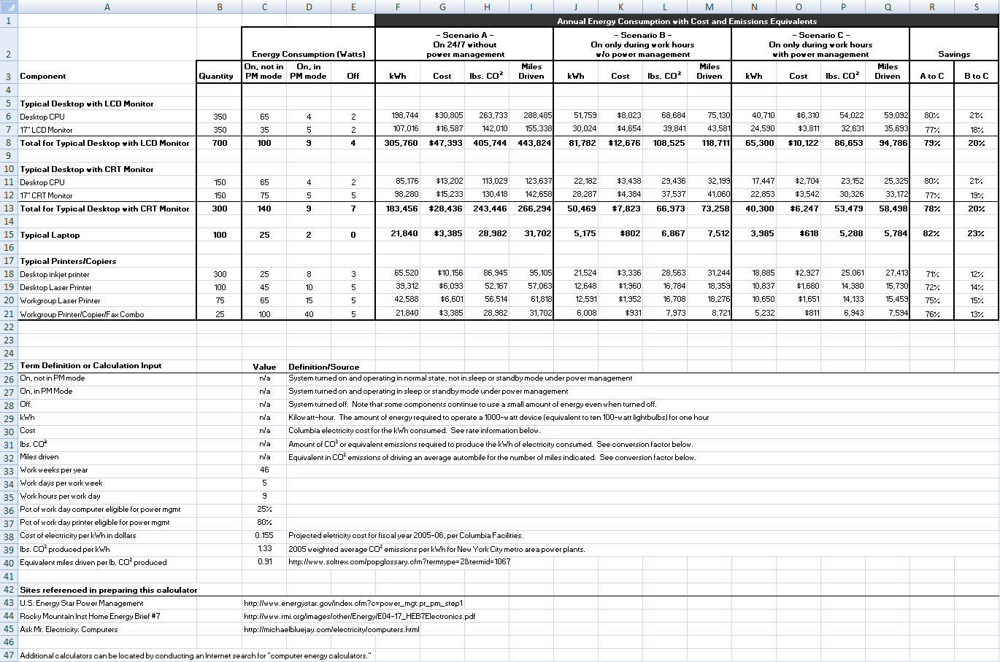 A B C D E F G H I J K L M N O P Q R S
1 Annual Energy Consumption with Cost and Emissions Equivalents
- Scenario A - - Scenario B - - Scenario C -
On 24/7 without On only during work hours On only during work hours
2 Energy Consumption (Watts) power management w/o power management with power management Savings
On, not in On, in Miles Miles Miles
3 Component Quantity PM mode PM mode Off kWh Cost lbs. CO² Driven kWh Cost lbs. CO² Driven kWh Cost lbs. CO² Driven A to C B to C
4
5 Typical Desktop with LCD Monitor
6 Desktop CPU 350 65 4 2 198,744 $30,805 263,733 288,485 51,759 $8,023 68,684 75,130 40,710 $6,310 54,022 59,092 80% 21%
7 17" LCD Monitor 350 35 5 2 107,016 $16,587 142,010 155,338 30,024 $4,654 39,841 43,581 24,590 $3,811 32,631 35,693 77% 18%
8 Total for Typical Desktop with LCD Monitor 700 100 9 4 305,760 $47,393 405,744 443,824 81,782 $12,676 108,525 118,711 65,300 $10,122 86,653 94,786 79% 20%
9
10 Typical Desktop with CRT Monitor
11 Desktop CPU 150 65 4 2 85,176 $13,202 113,029 123,637 22,182 $3,438 29,436 32,199 17,447 $2,704 23,152 25,325 80% 21%
12 17" CRT Monitor 150 75 5 5 98,280 $15,233 130,418 142,658 28,287 $4,384 37,537 41,060 22,853 $3,542 30,326 33,172 77% 19%
13 Total for Typical Desktop with CRT Monitor 300 140 9 7 183,456 $28,436 243,446 266,294 50,469 $7,823 66,973 73,258 40,300 $6,247 53,479 58,498 78% 20%
14
15 Typical Laptop 100 25 2 0 21,840 $3,385 28,982 31,702 5,175 $802 6,867 7,512 3,985 $618 5,288 5,784 82% 23%
16
17 Typical Printers/Copiers
18 Desktop inkjet printer 300 25 8 3 65,520 $10,156 86,945 95,105 21,524 $3,336 28,563 31,244 18,885 $2,927 25,061 27,413 71% 12%
19 Desktop Laser Printer 100 45 10 5 39,312 $6,093 52,167 57,063 12,648 $1,960 16,784 18,359 10,837 $1,680 14,380 15,730 72% 14%
20 Workgroup Laser Printer 75 65 15 5 42,588 $6,601 56,514 61,818 12,591 $1,952 16,708 18,276 10,650 $1,651 14,133 15,459 75% 15%
21 Workgroup Printer/Copier/Fax Combo 25 100 40 5 21,840 $3,385 28,982 31,702 6,008 $931 7,973 8,721 5,232 $811 6,943 7,594 76% 13%
22
23
24
25 Term Definition or Calculation Input Value Definition/Source
26 On, not in PM mode n/a System turned on and operating in normal state, not in sleep or standby mode under power management
27 On, in PM Mode n/a System turned on and operating in sleep or standby mode under power management
28 Off n/a System turned off. Note that some components continue to use a small amount of energy even when turned off.
29 kWh n/a Kilowatt-hour. The amount of energy required to operate a 1000-watt device (equivalent to ten 100-watt lightbulbs) for one hour
30 Cost n/a Columbia electricity cost for the kWh consumed. See rate information below.
31 lbs. CO² n/a Amount of CO² or equivalent emissions required to produce the kWh of electricity consumed. See conversion factor below.
32 Miles driven n/a Equivalent in CO² emissions of driving an average autombile for the number of miles indicated. See conversion factor below.
33 Work weeks per year 46
34 Work days per work week 5
35 Work hours per work day 9
36 Pct of work day computer eligible for power mgmt 25%
37 Pct of work day printer eligible for power mgmt 80%
38 Cost of electricity per kWh in dollars 0.155 Projected eletricity cost for fiscal year 2005-06, per Columbia Facilities.
39 lbs. CO² produced per kWh 1.33 2005 weighted average CO² emissions per kWh for New York City metro area power plants.
40 Equivalent miles driven per lb. CO² produced 0.91 http://www.soltrex.com/popglossary.cfm?termtype=2&termid=1067
41
42 Sites referenced in preparing this calculator
43 U.S. Energy Star Power Management http://www.energystar.gov/index.cfm?c=power_mgt.pr_pm_step1
44 Rocky Mountain Inst Home Energy Brief #7 http://www.rmi.org/images/other/Energy/E04-17_HEB7Electronics.pdf
45 Ask Mr. Electricity: Computers http://michaelbluejay.com/electricity/computers.html
46
47 Additional calculators can be located by conducting an Internet search for "computer energy calculators."